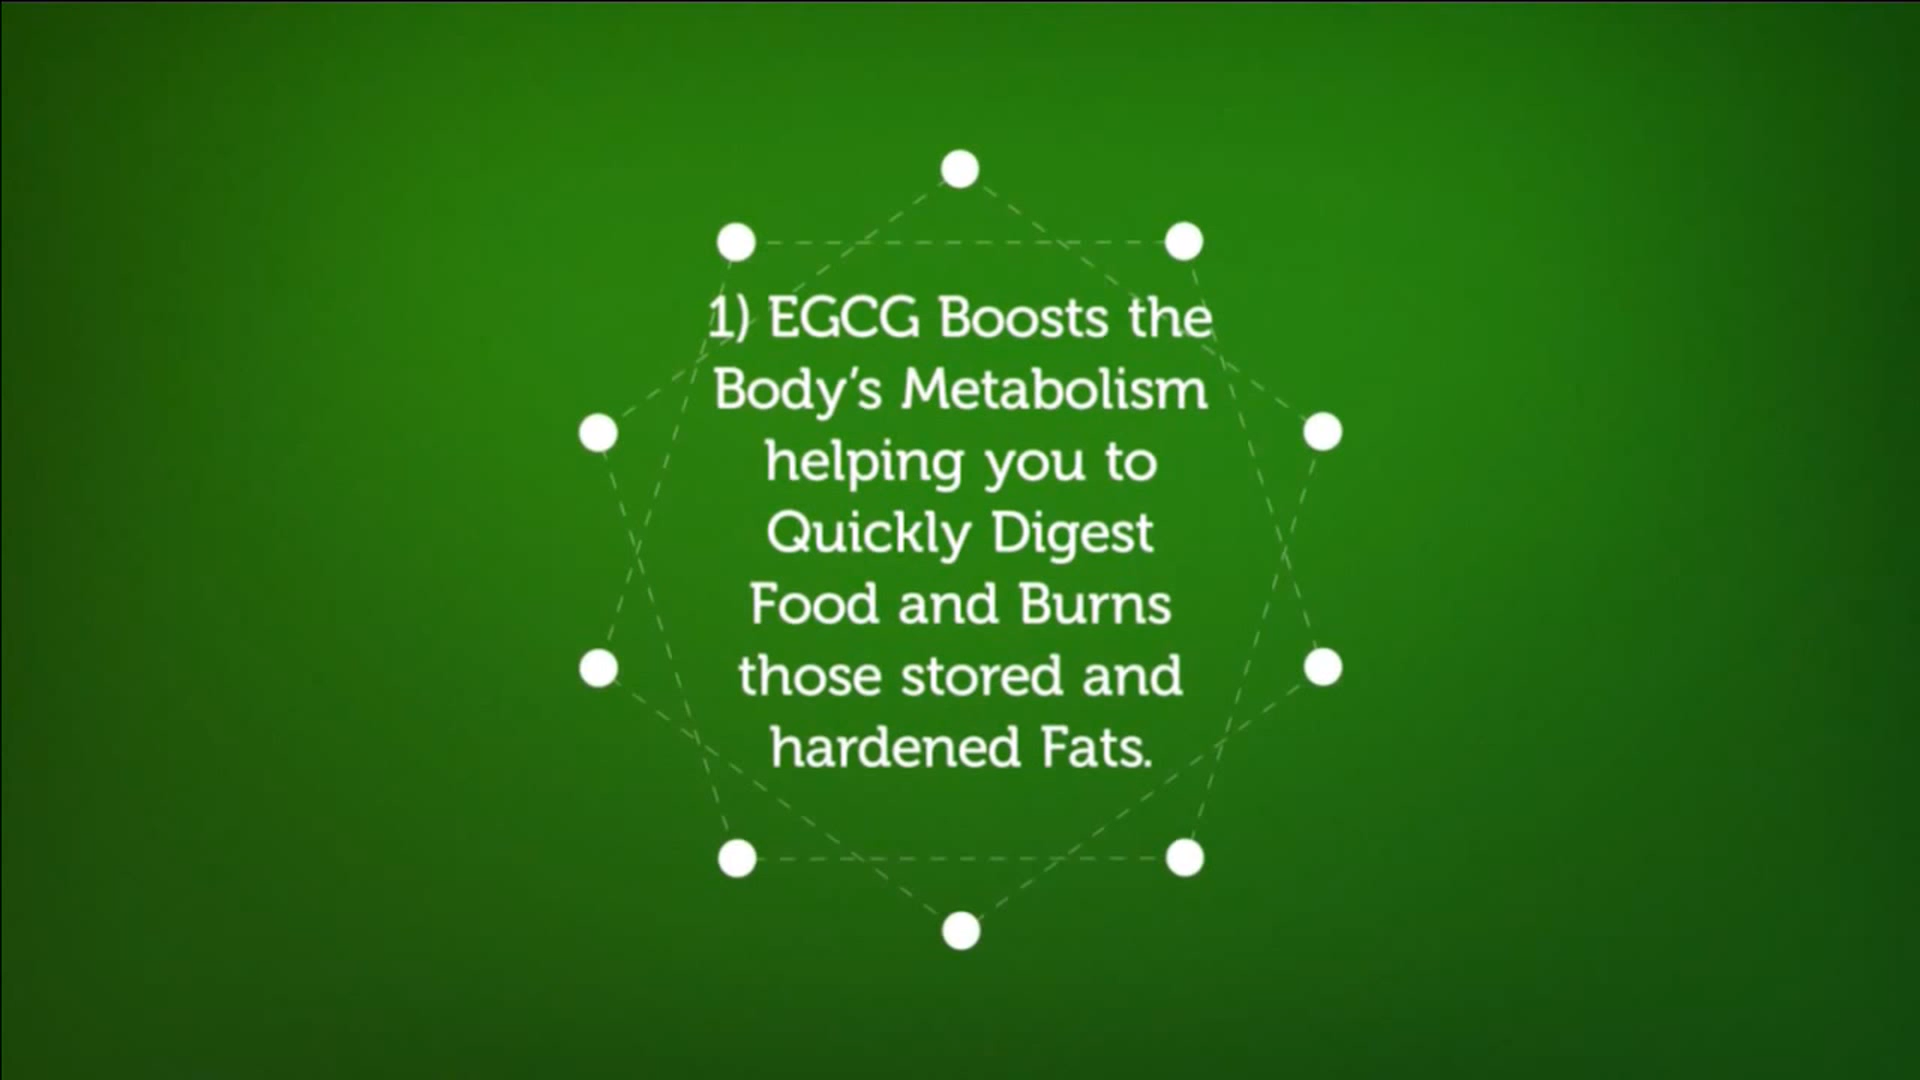 1) EGCG Boosts the
Body's Metabolism
helping you to
Quickly Digest
Food and Burns
those stored and
hardened Fats.